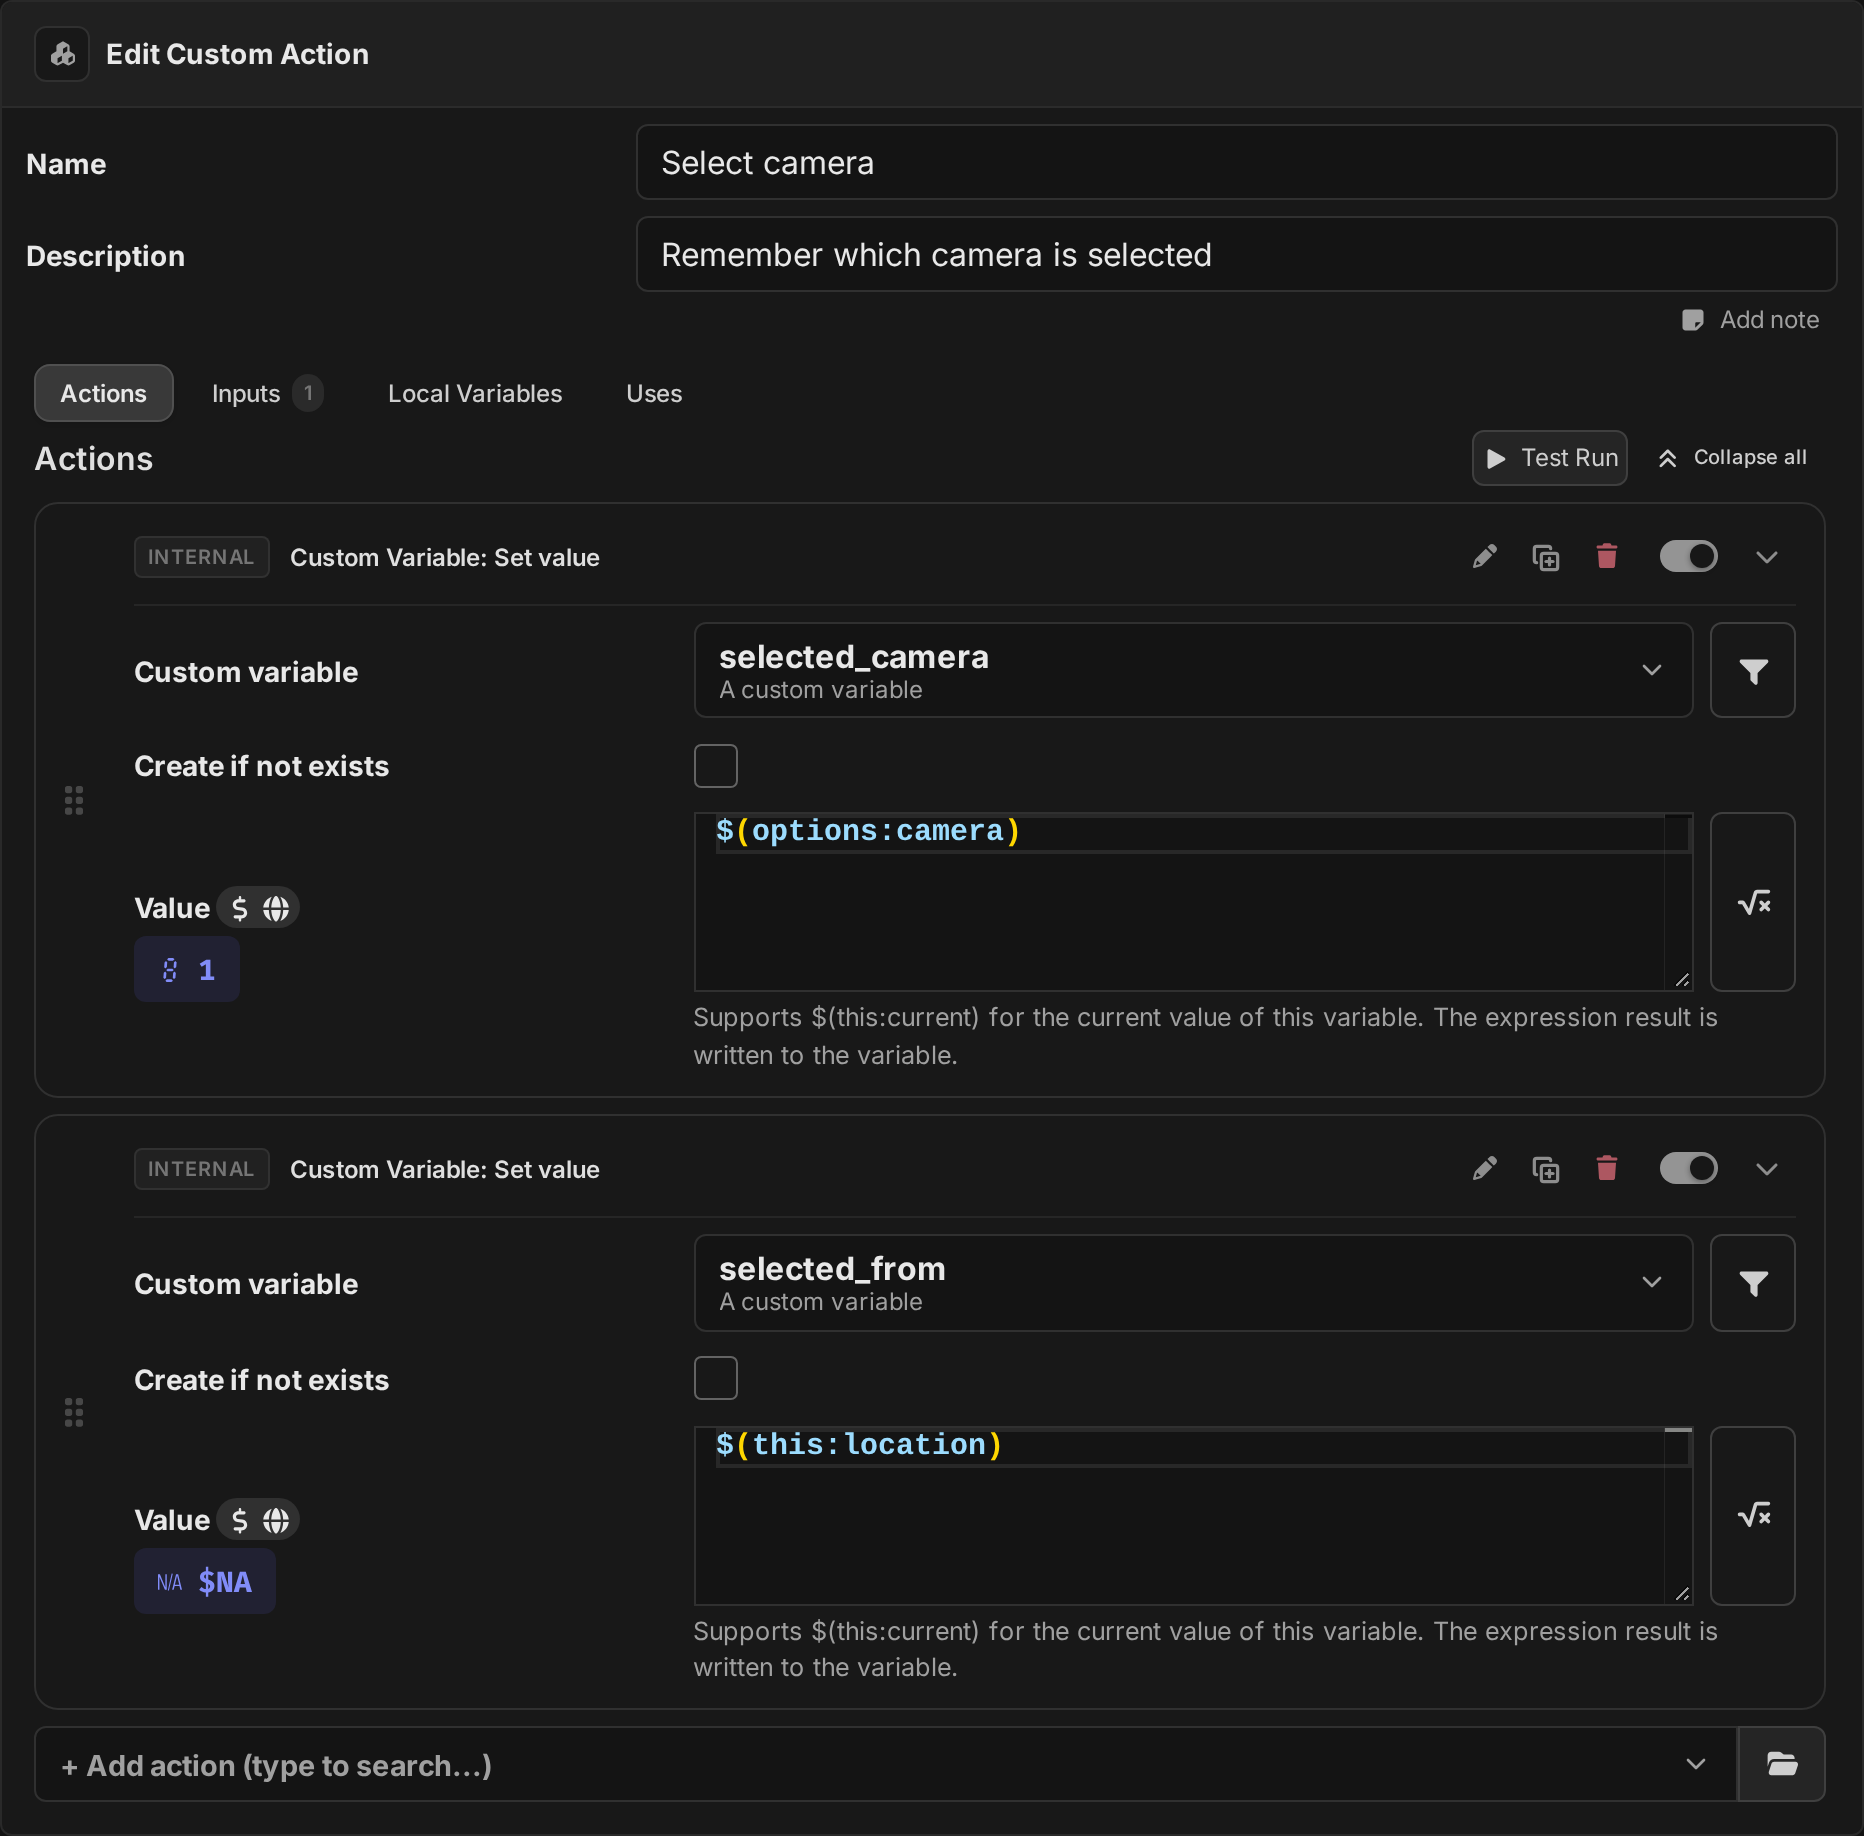 Edit Custom Action
Name
Select camera
Description
Remember which camera is selected
Add note
Actions
Inputs 1
Local Variables
Uses
Actions
Test Run
Collapse all
INTERNAL
Custom Variable: Set value
Custom variable
selected_camera
A custom variable
Create if not exists
$(options:camera)
Value $
1
Supports $(this:current) for the current value of this variable. The expression result is
written to the variable.
INTERNAL
Custom Variable: Set value
Custom variable
selected_from
A custom variable
Create if not exists
$(this:location)
Value $
N/A $NA
Supports $(this:current) for the current value of this variable. The expression result is
written to the variable.
+ Add action (type to search...)